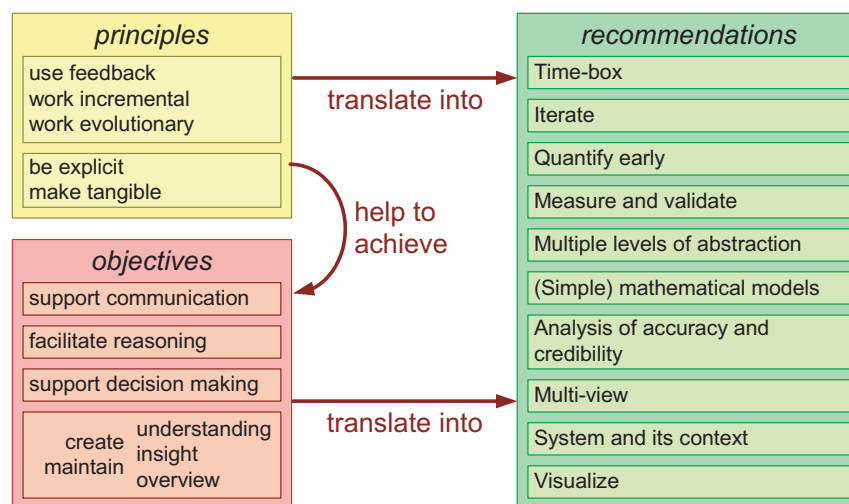 principles
use feedback
work incremental
work evolutionary
be explicit
make tangible
translate into
help to
achieve
objectives
support communication
facilitate reasoning
support decision making
create
maintain
understanding
insight
overview
translate into
recommendations
Time-box
Iterate
Quantify early
Measure and validate
Multiple levels of abstraction
(Simple) mathematical models
Analysis of accuracy and
credibility
Multi-view
System and its context
Visualize